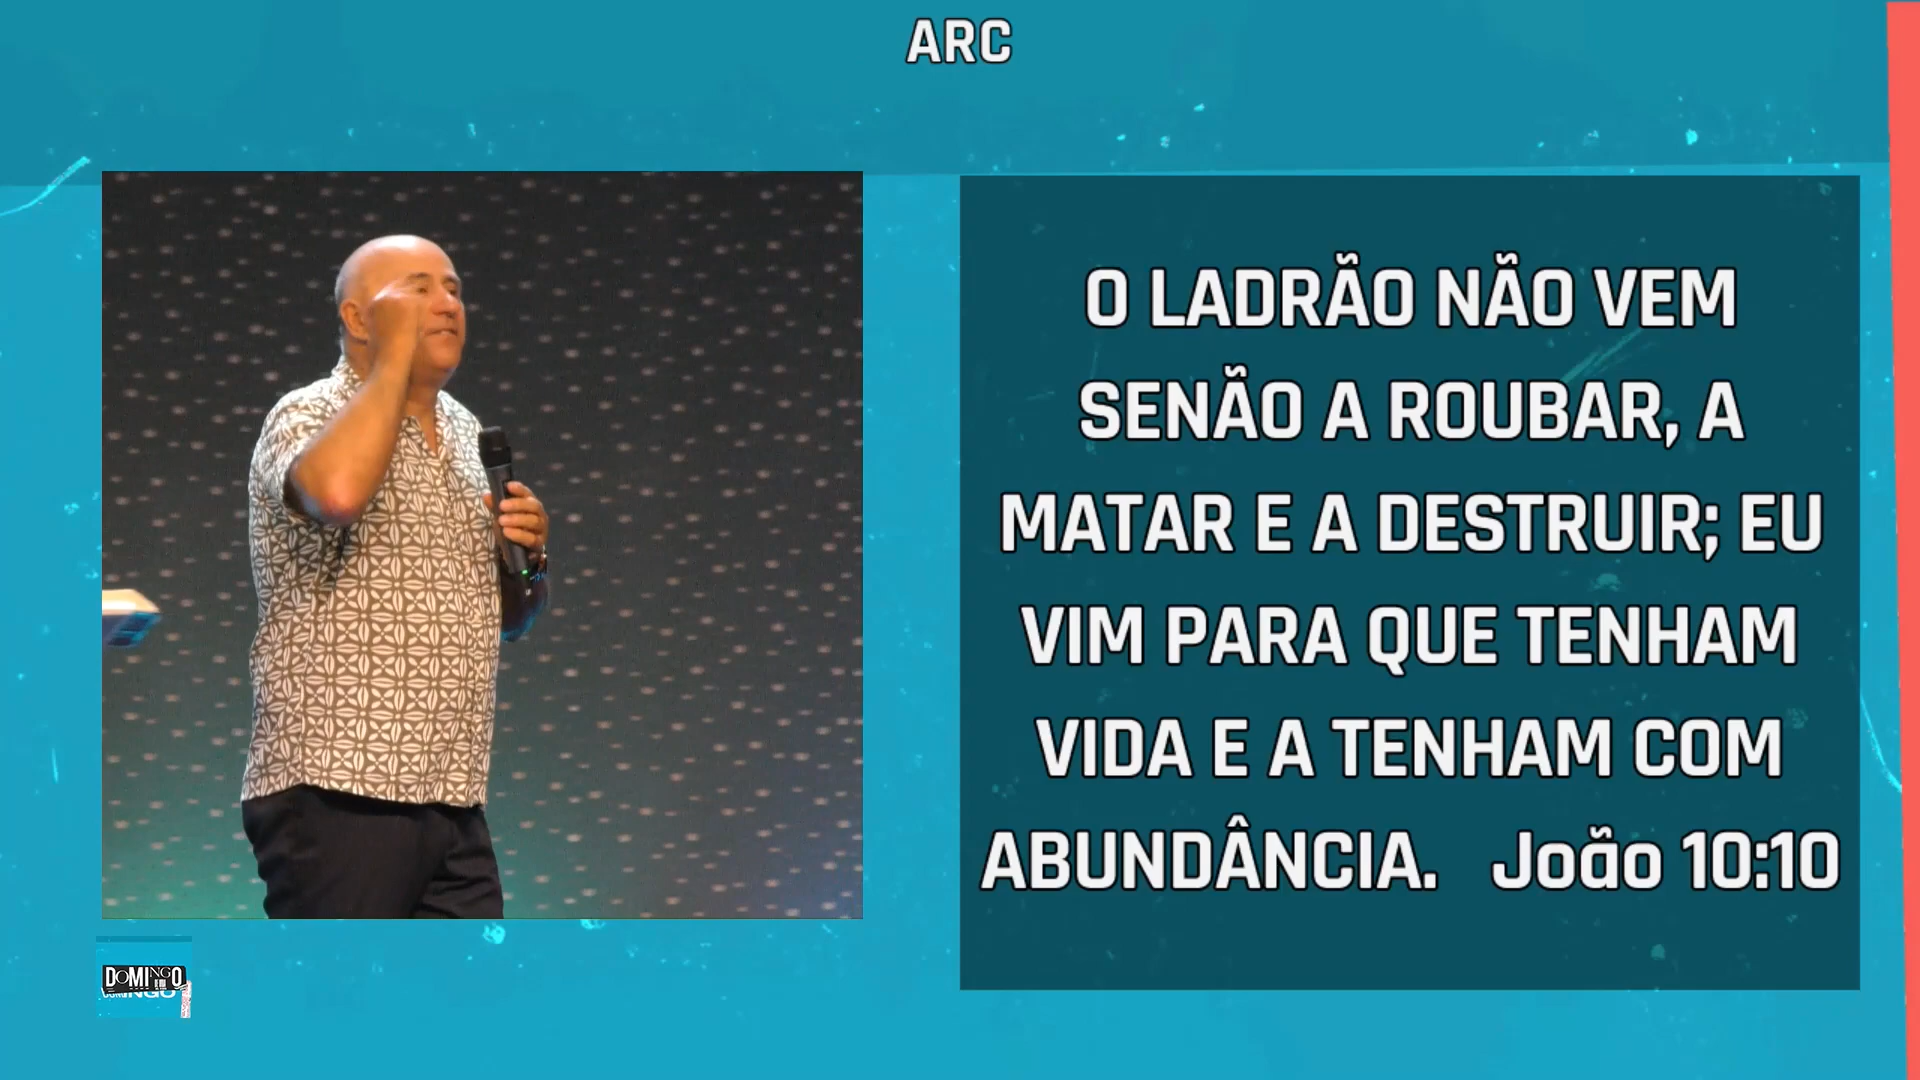 ARC
O LADRÃO NÃO VEM
SENÃO A ROUBAR, A
MATAR E A DESTRUIR; EU
VIM PARA QUE TENHAM
VIDA E A TENHAM COM
ABUNDÂNCIA. João 10:10
DOMINGO